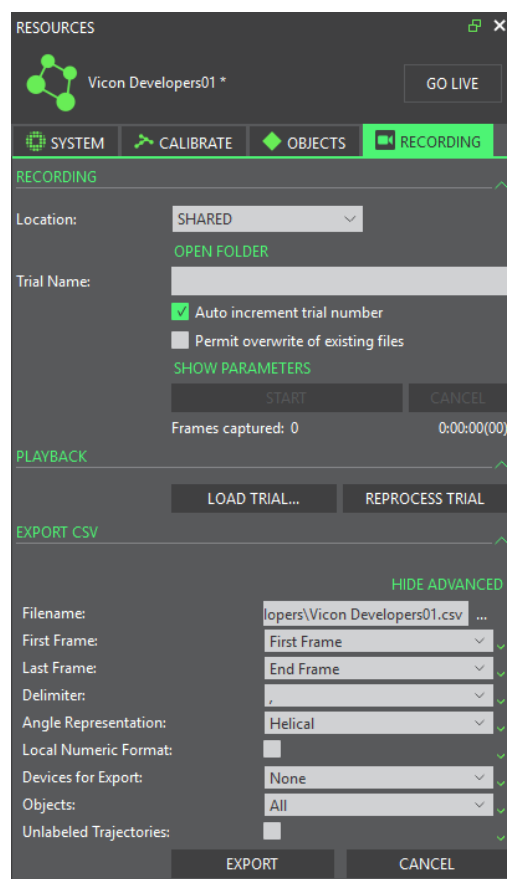 RESOURCES
Vicon Developers01 *
GO LIVE
SYSTEM CALIBRATE OBJECTS RECORDING
RECORDING
Location: SHARED
OPEN FOLDER
Trial Name:
Auto increment trial number
Permit overwrite of existing files
SHOW PARAMETERS
START CANCEL
Frames captured: 0 0:00:00(00)
PLAYBACK
LOAD TRIAL... REPROCESS TRIAL
EXPORT CSV
HIDE ADVANCED
Filename: lopers\Vicon Developers01.csv ...
First Frame: First Frame
Last Frame: End Frame
Delimiter: ,
Angle Representation: Helical
Local Numeric Format:
Devices for Export: None
Objects: All
Unlabeled Trajectories:
EXPORT CANCEL